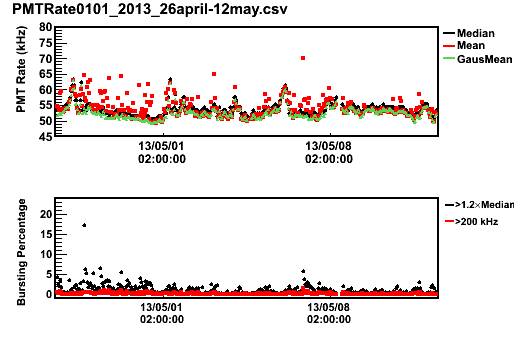 PMTRate0101_2013_26april-12may.csv
PMT Rate (kHz)
80
75
70
65
60
55
50
45
Median
Mean
GausMean
13/05/01
02:00:00
13/05/08
02:00:00
Bursting Percentage
20
15
10
5
0
>1.2×Median
>200 kHz
13/05/01
02:00:00
13/05/08
02:00:00